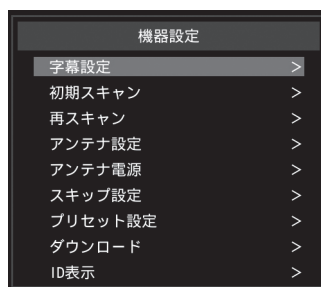 機器設定
字幕設定 >
初期スキャン >
再スキャン >
アンテナ設定 >
アンテナ電源 >
スキップ設定 >
プリセット設定 >
ダウンロード >
ID表示 >